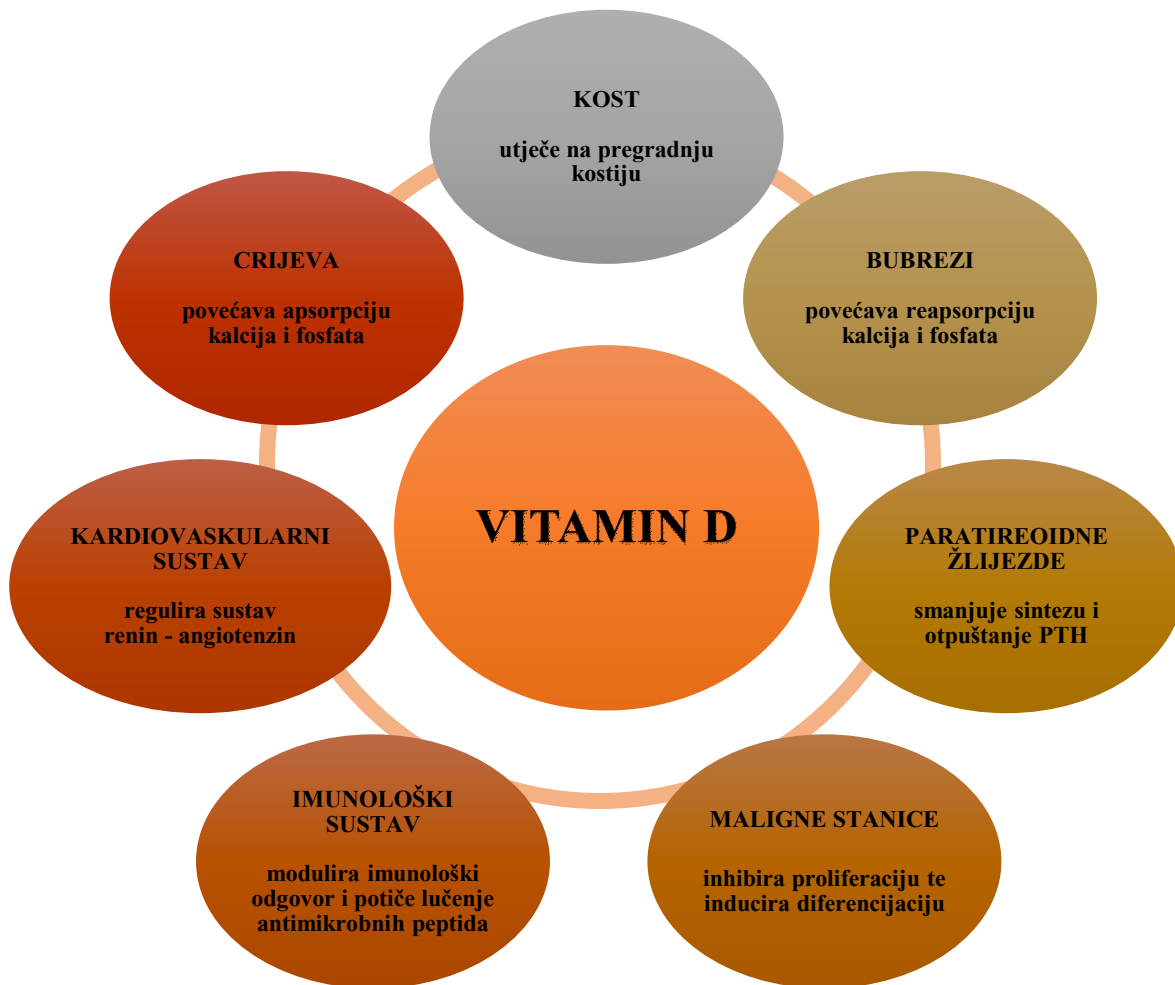 KOST
utječe na pregradnju
kostiju
BUBREZI
povećava reapsorpciju
kalcija i fosfata
PARATIREOIDNE
ŽLIJEZDE
smanjuje sintezu i
otpuštanje PTH
MALIGNE STANICE
inhibira proliferaciju te
inducira diferencijaciju
IMUNOLOŠKI
SUSTAV
modulira imunološki
odgovor i potiče lučenje
antimikrobnih peptida
KARDIOVASKULARNI
SUSTAV
regulira sustav
renin - angiotenzin
CRIJEVA
povećava apsorpciju
kalcija i fosfata
VITAMIN D